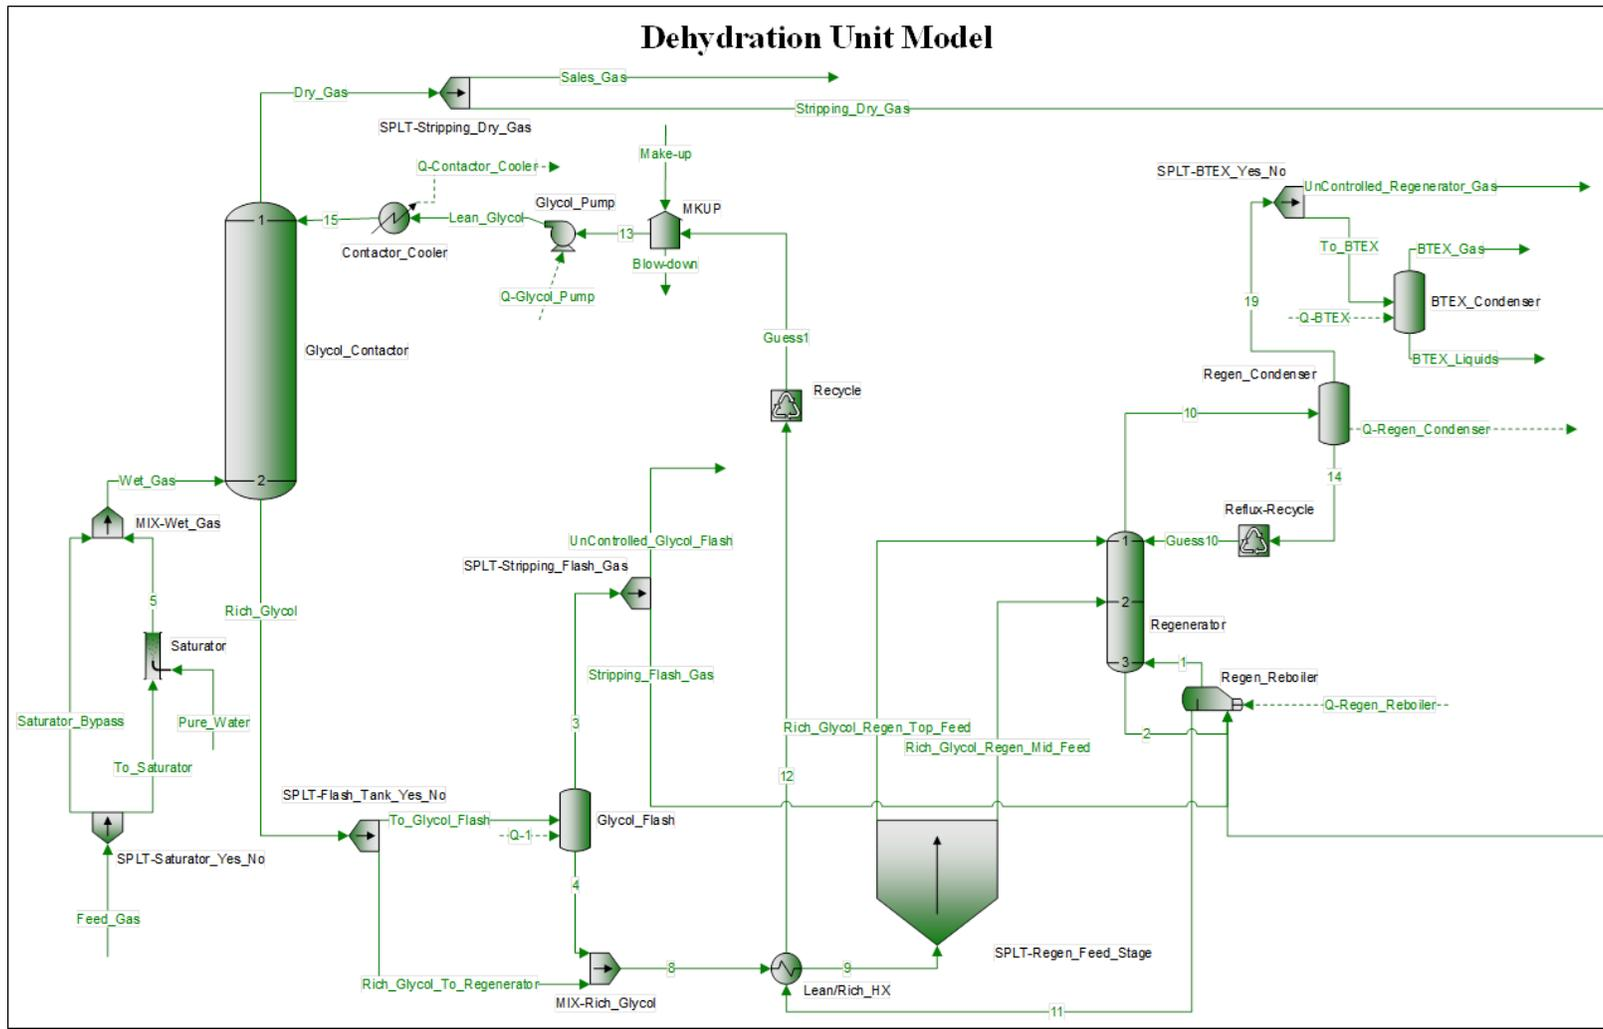 Dehydration Unit Model
Sales_Gas
Dry_Gas
Stripping_Dry_Gas
SPLT-Stripping_Dry_Gas
Make-up
Q-Contactor_Cooler
SPLT-BTEX_Yes_No
UnControlled_Regenerator_Gas
Glycol_Pump
MKUP
1
15
Lean_Glycol
13
Contactor_Cooler
To_BTEX
BTEX_Gas
Blow-down
Q-Glycol_Pump
19
BTEX_Condenser
Q-BTEX
Guess1
Glycol_Contactor
BTEX_Liquids
Regen_Condenser
Recycle
10
Q-Regen_Condenser
Wet_Gas
2
14
MIX-Wet_Gas
Reflux-Recycle
UnControlled_Glycol_Flash
1
Guess10
SPLT-Stripping_Flash_Gas
5
2
Rich_Glycol
Regenerator
Saturator
3
1
Stripping_Flash_Gas
Regen_Reboiler
Q-Regen_Reboiler
Saturator_Bypass
Pure_Water
3
Rich_Glycol_Regen_Top_Feed
2
Rich_Glycol_Regen_Mid_Feed
To_Saturator
12
SPLT-Flash_Tank_Yes_No
To_Glycol_Flash
Glycol_Flash
Q-1
SPLT-Saturator_Yes_No
4
Feed_Gas
SPLT-Regen_Feed_Stage
8
9
Rich_Glycol_To_Regenerator
Lean/Rich_HX
MIX-Rich_Glycol
11